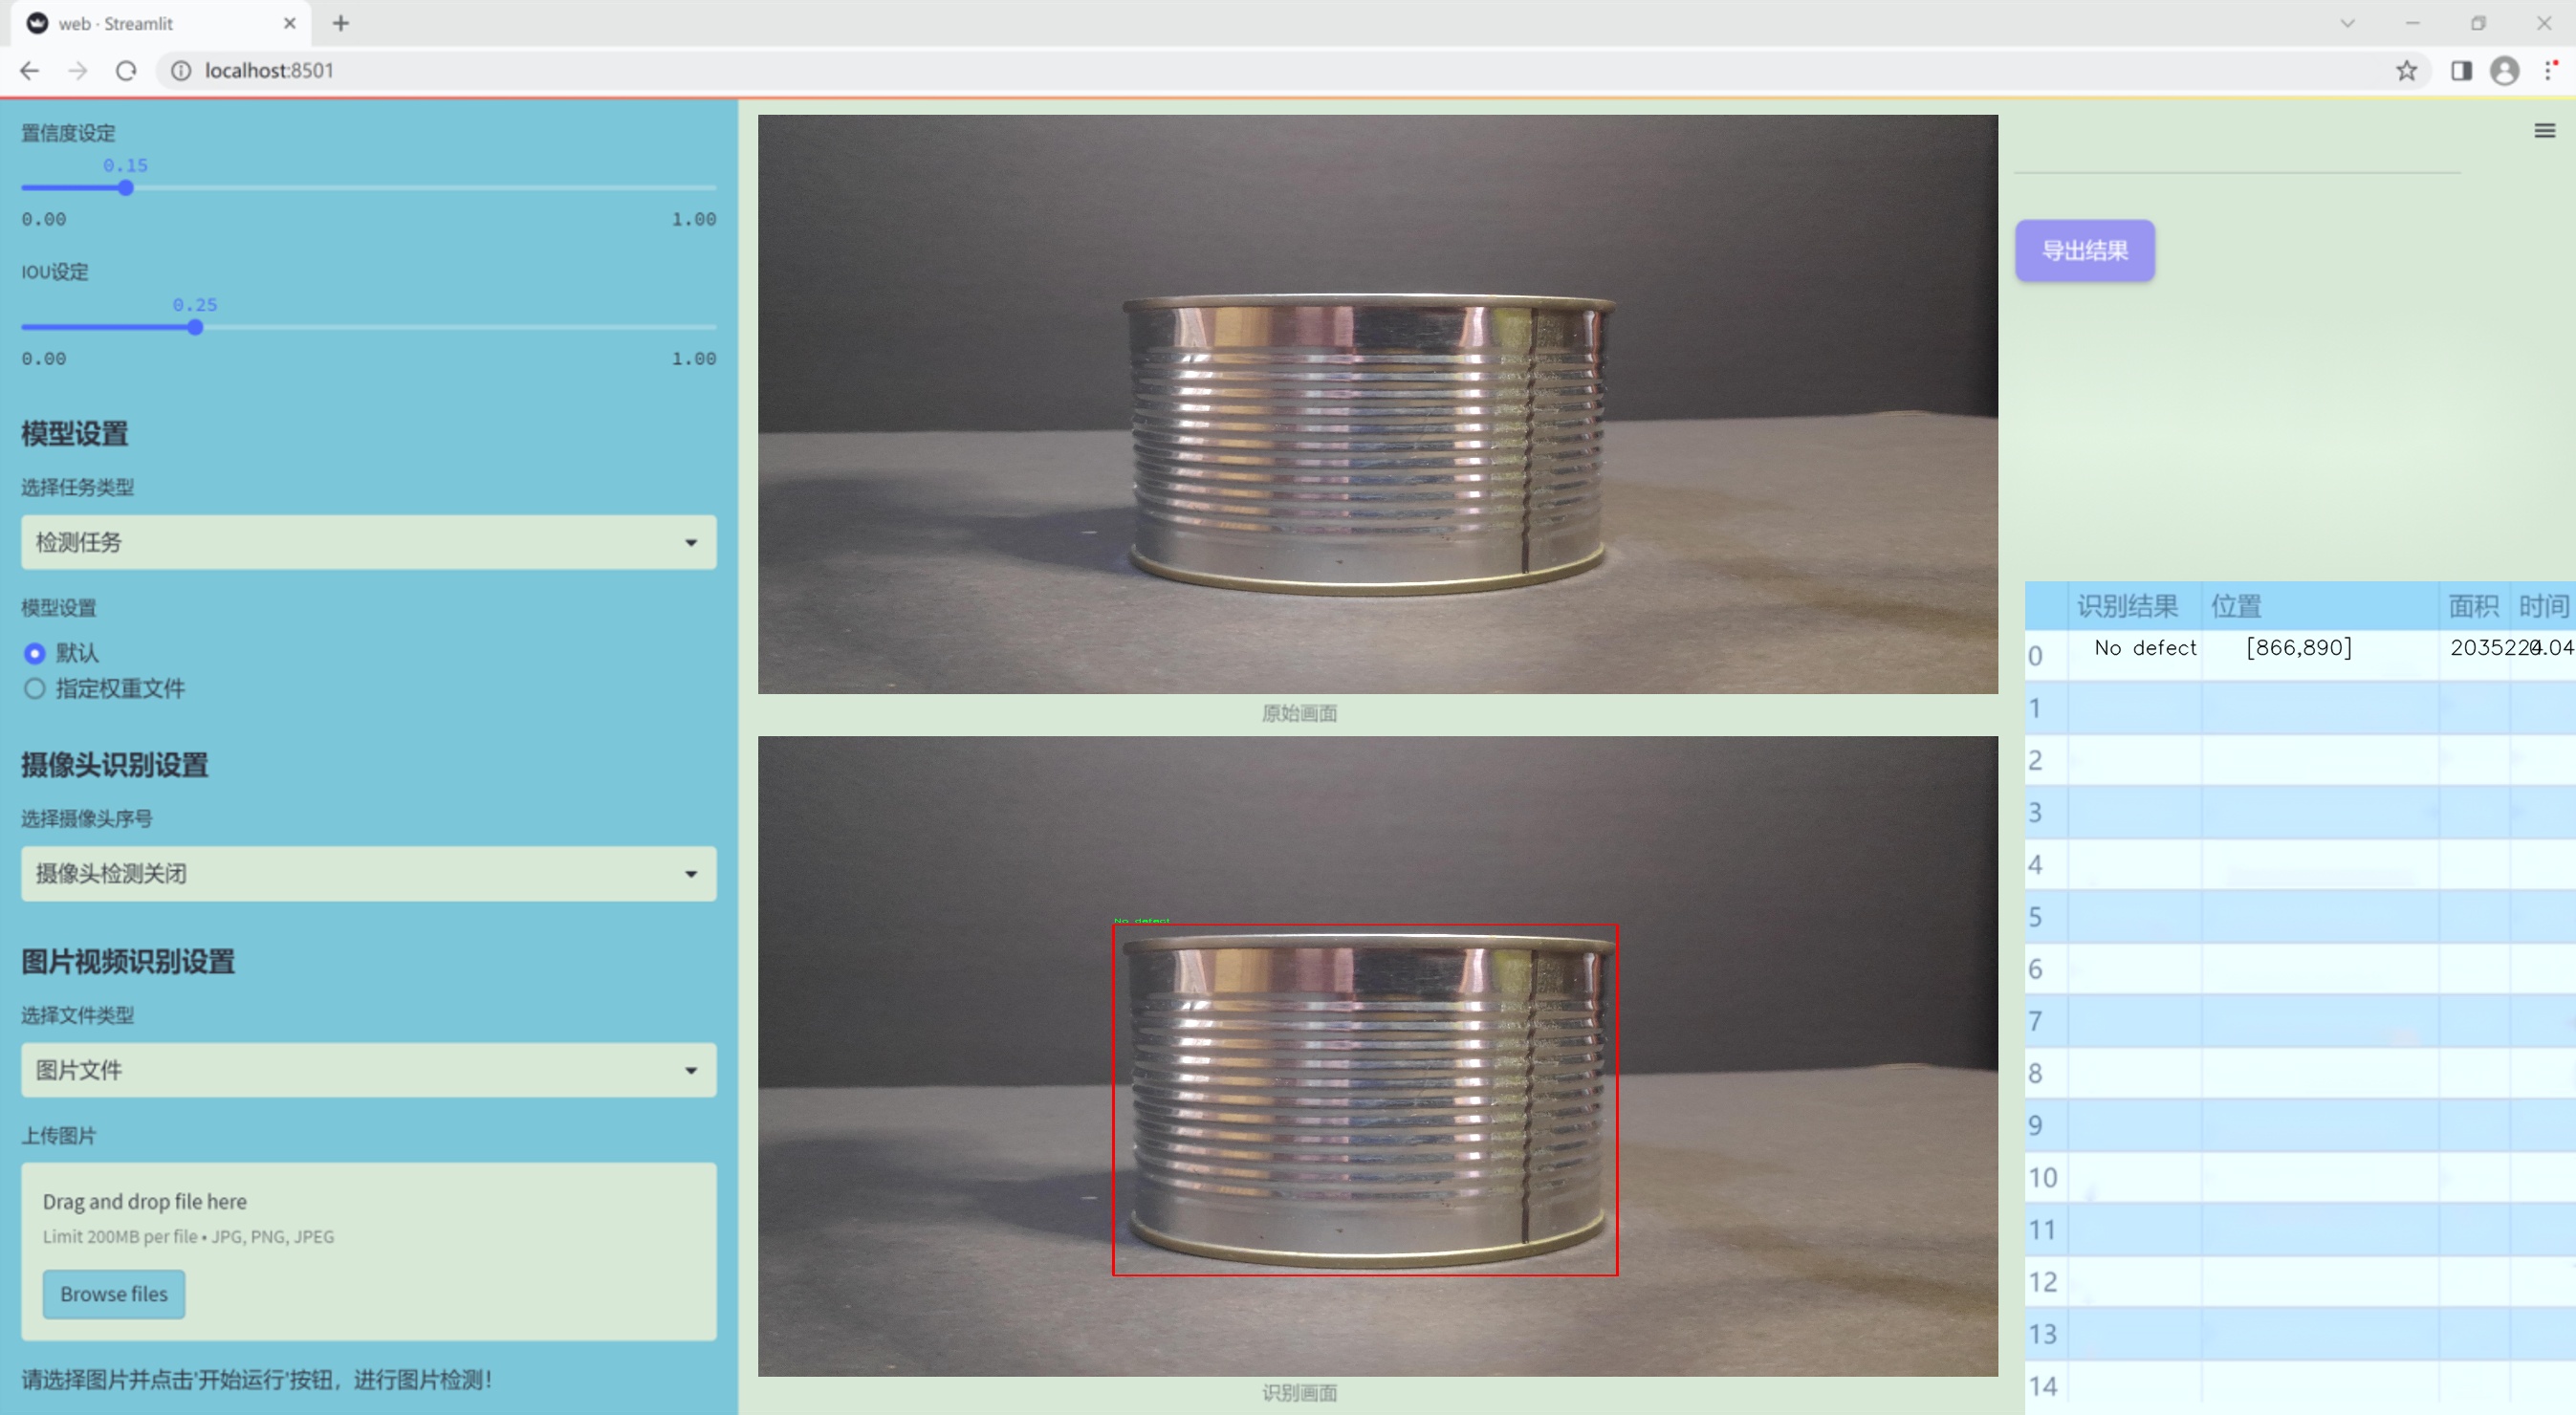 web · Streamlit
localhost:8501
置信度设定
0.15
0.00 1.00
IOU设定
0.25
0.00 1.00
模型设置
选择任务类型
检测任务
模型设置
默认
指定权重文件
摄像头识别设置
选择摄像头序号
摄像头检测关闭
图片视频识别设置
选择文件类型
图片文件
上传图片
Drag and drop file here
Limit 200MB per file • JPG, PNG, JPEG
Browse files
请选择图片并点击'开始运行'按钮，进行图片检测！
原始画面
No defect
识别画面
导出结果
识别结果 位置 面积 时间
0 No defect [866,890]
1
2
3
4
5
6
7
8
9
10
11
12
13
14